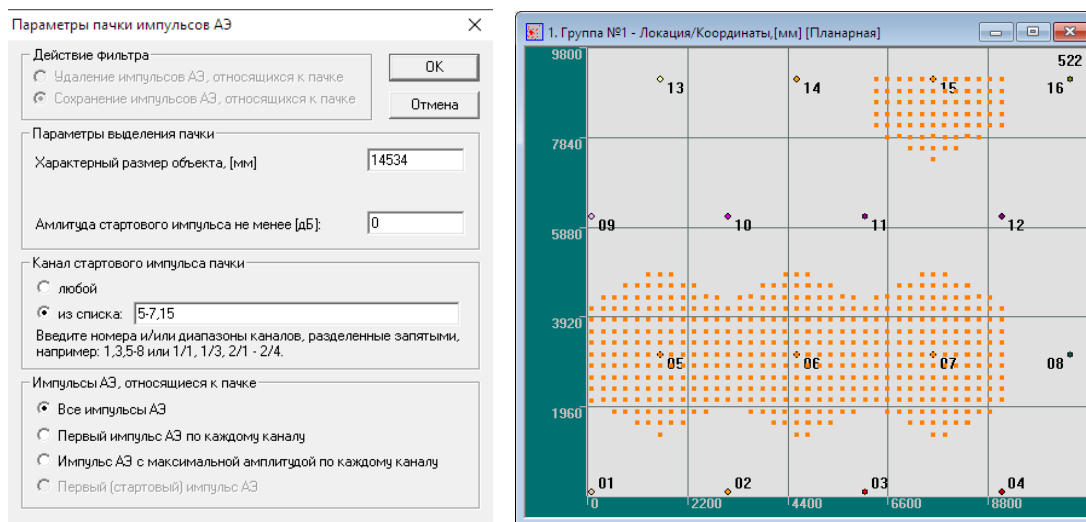 Параметры пачки импульсов АЭ
Действие фильтра
Удаление импульсов АЭ, относящихся к пачке
Сохранение импульсов АЭ, относящихся к пачке
OK
Отмена
Параметры выделения пачки
Характерный размер объекта, [мм]
14534
Амлитуда стартового импульса не менее [дБ]:
0
Канал стартового импульса пачки
любой
из списка:
5-7,15
Введите номера и/или диапазоны каналов, разделенные запятыми,
например: 1,3,5-8 или 1/1, 1/3, 2/1 - 2/4.
Импульсы АЭ, относящиеся к пачке
Все импульсы АЭ
Первый импульс АЭ по каждому каналу
Импульс АЭ с максимальной амплитудой по каждому каналу
Первый (стартовый) импульс АЭ
1. Группа №1 - Локация/Координаты,[мм] [Планарная]
9800
522
13
14
15
16
7840
09
10
11
12
5880
3920
05
06
07
08
1960
01
02
03
04
0
2200
4400
6600
8800